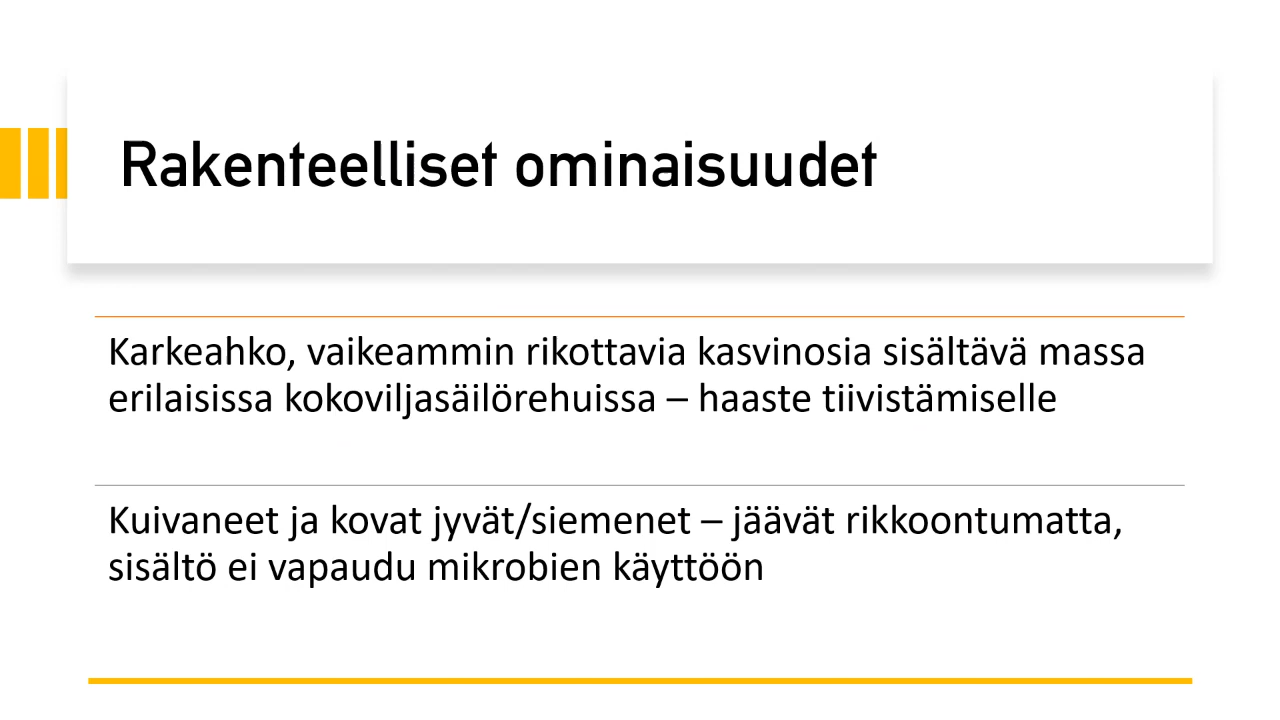 Rakenteelliset ominaisuudet
Karkeahko, vaikeammin rikottavia kasvinosia sisältävä massa
erilaisissa kokoviljasäilörehuissa – haaste tiivistämiselle
Kuivaneet ja kovat jyvät/siemenet – jäävät rikkoontumatta,
sisältö ei vapaudu mikrobien käyttöön